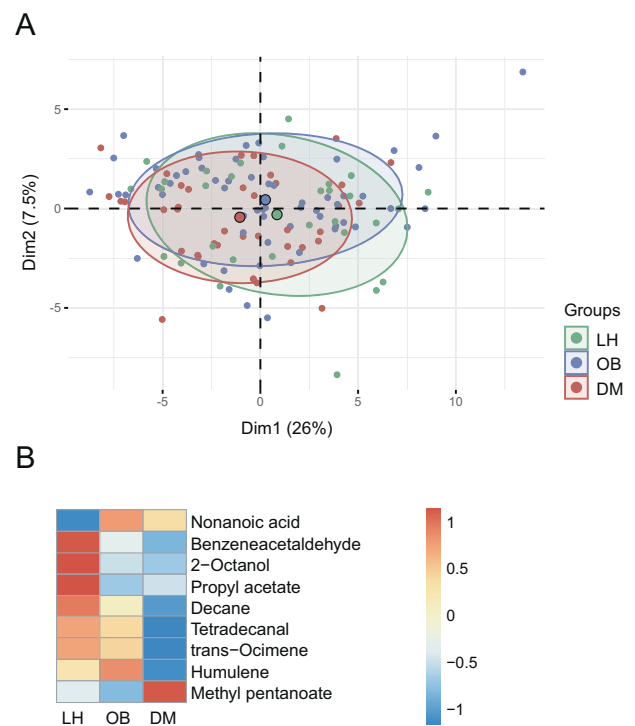 A
5
0
-5
Dim2 (7.5%)
-5 0 5 10
Dim1 (26%)
Groups
LH
OB
DM
B
Nonanoic acid
Benzeneacetaldehyde
2-Octanol
Propyl acetate
Decane
Tetradecanal
trans-Ocimene
Humulene
Methyl pentanoate
LH OB DM
1
0.5
0
−0.5
−1